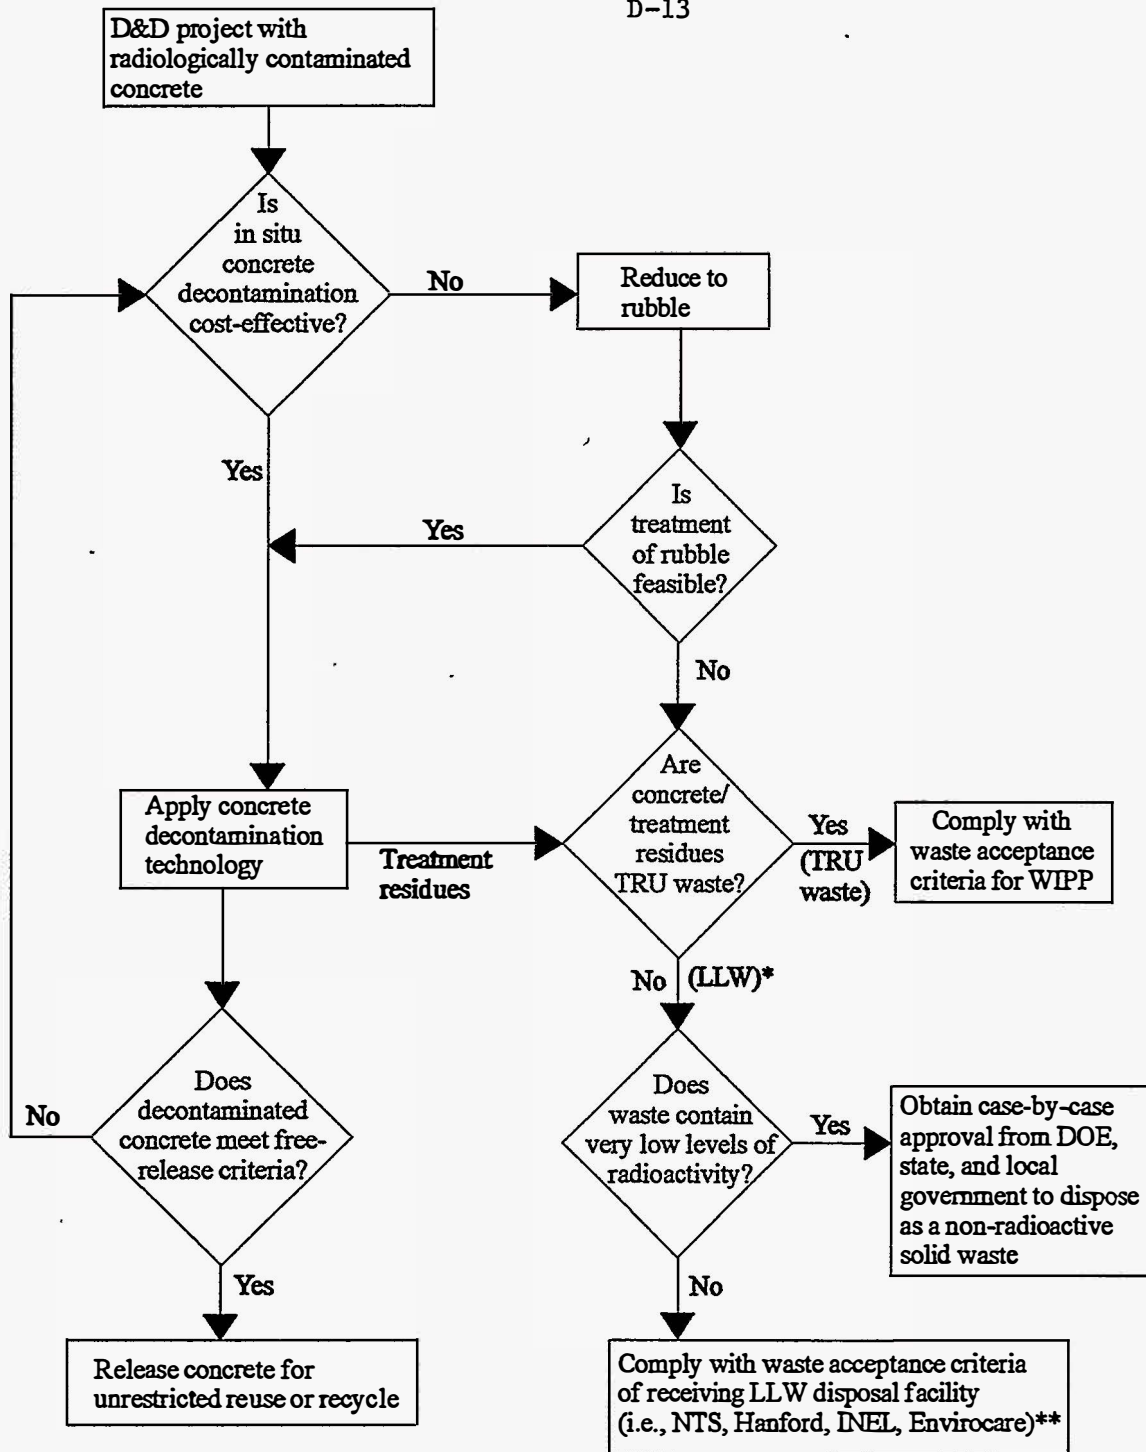 D-13
D&D project with
radiologically contaminated
concrete
Is
in situ
concrete
decontamination
cost-effective?
No
Reduce to
rubble
Yes
Is
treatment
of rubble
feasible?
Yes
No
Apply concrete
decontamination
technology
Treatment
residues
Are
concrete/
treatment
residues
TRU waste?
Yes
(TRU
waste)
Comply with
waste acceptance
criteria for WIPP
No (LLW)*
Does
decontaminated
concrete meet free-
release criteria?
No
Yes
Release concrete for
unrestricted reuse or recycle
Does
waste contain
very low levels of
radioactivity?
Yes
Obtain case-by-case
approval from DOE,
state, and local
government to dispose
as a non-radioactive
solid waste
No
Comply with waste acceptance criteria
of receiving LLW disposal facility
(i.e., NTS, Hanford, INEL, Envirocare)**